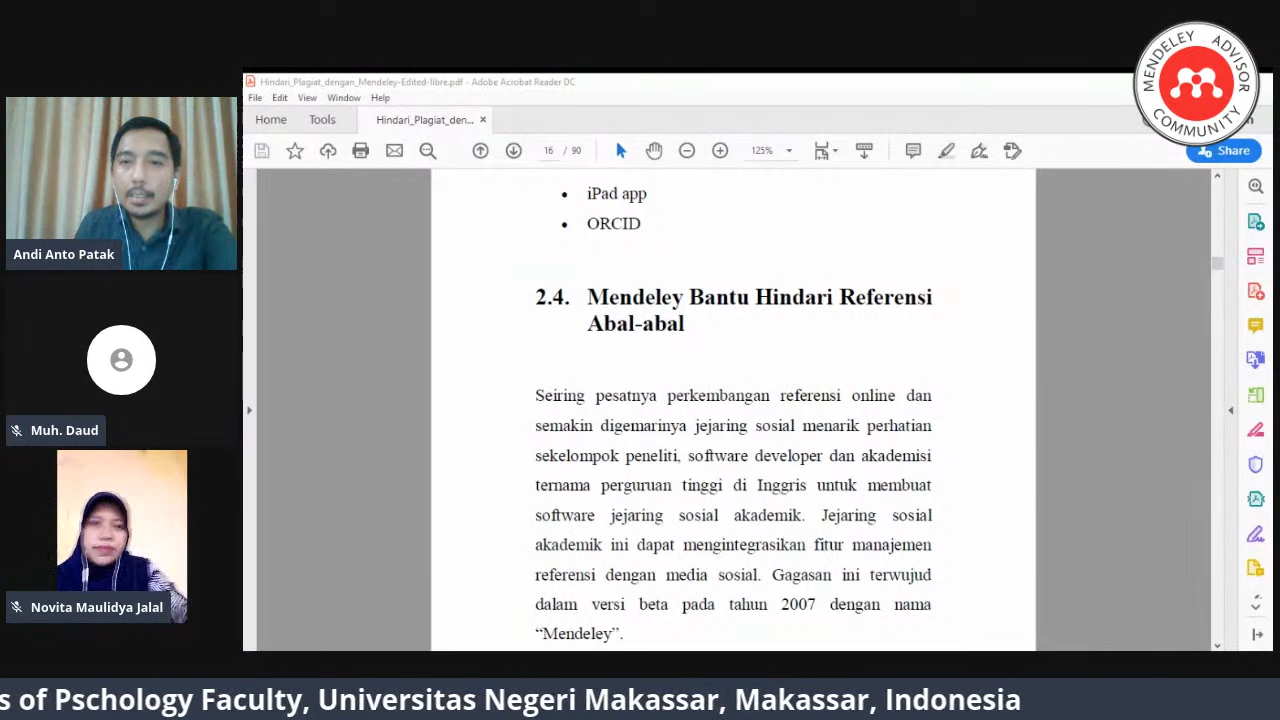 MENDELEY ADVISOR COMMUNITY
Hindari_Plagiat_dengan_Mendeley-Edited-libre.pdf - Adobe Acrobat Reader DC
File Edit View Window Help
Home Tools Hindari_Plagiat_den... ×
16 / 90 125%
Share
Andi Anto Patak
Muh. Daud
Novita Maulidya Jalal
• iPad app
• ORCID
2.4. Mendeley Bantu Hindari Referensi
Abal-abal
Seiring pesatnya perkembangan referensi online dan
semakin digemarinya jejaring sosial menarik perhatian
sekelompok peneliti, software developer dan akademisi
ternama perguruan tinggi di Inggris untuk membuat
software jejaring sosial akademik. Jejaring sosial
akademik ini dapat mengintegrasikan fitur manajemen
referensi dengan media sosial. Gagasan ini terwujud
dalam versi beta pada tahun 2007 dengan nama
“Mendeley”.
s of Pschology Faculty, Universitas Negeri Makassar, Makassar, Indonesia